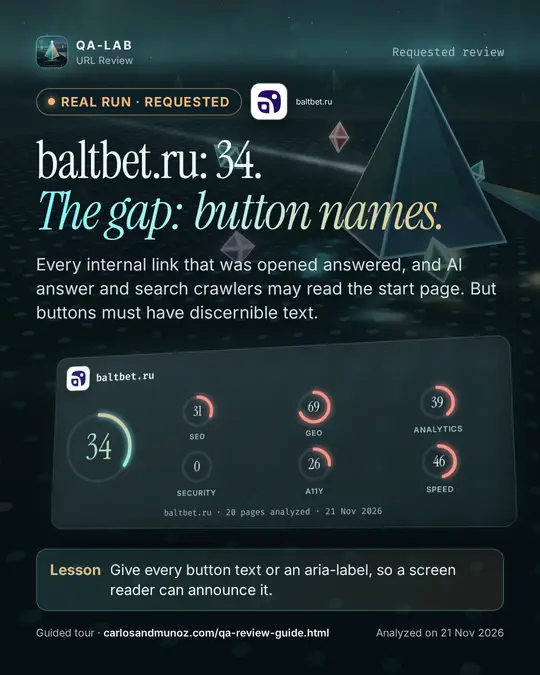 QA-LAB
URL Review
Requested review
REAL RUN · REQUESTED
baltbet.ru
baltbet.ru: 34.
The gap: button names.
Every internal link that was opened answered, and AI
answer and search crawlers may read the start page. But
buttons must have discernible text.
baltbet.ru
34
31
SEO
69
GEO
39
ANALYTICS
0
SECURITY
26
A11Y
46
SPEED
baltbet.ru · 20 pages analyzed · 21 Nov 2026
Lesson Give every button text or an aria-label, so a screen
reader can announce it.
Guided tour · carlosandmunoz.com/qa-review-guide.html
Analyzed on 21 Nov 2026